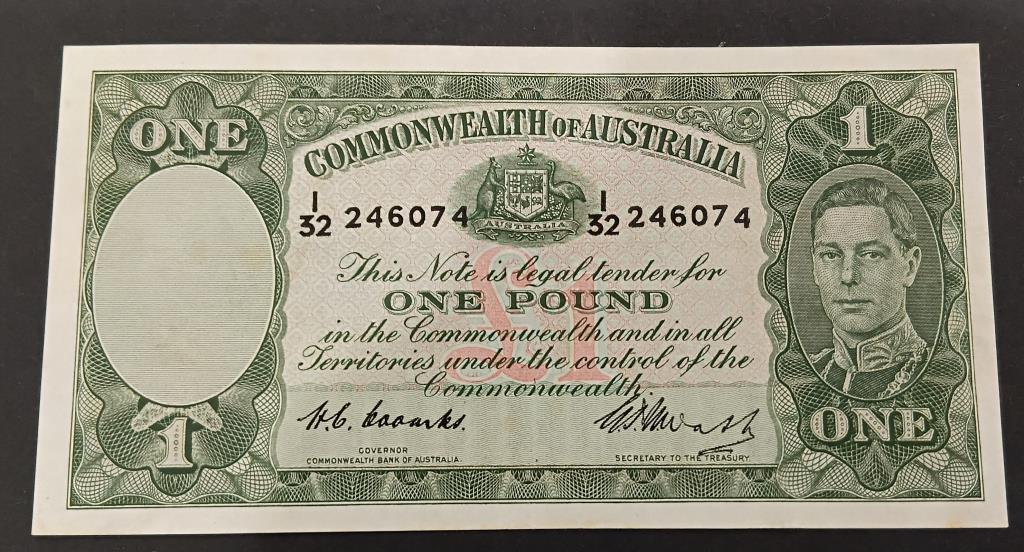 ONE
1
COMMONWEALTH OF AUSTRALIA
I/32 246074 I/32 246074
AUSTRALIA
This Note is legal tender for
£1
ONE POUND
in the Commonwealth and in all
Territories under the control of the
Commonwealth
H.C. Coombs.
GOVERNOR
COMMONWEALTH BANK OF AUSTRALIA.
SECRETARY TO THE TREASURY.
1
ONE